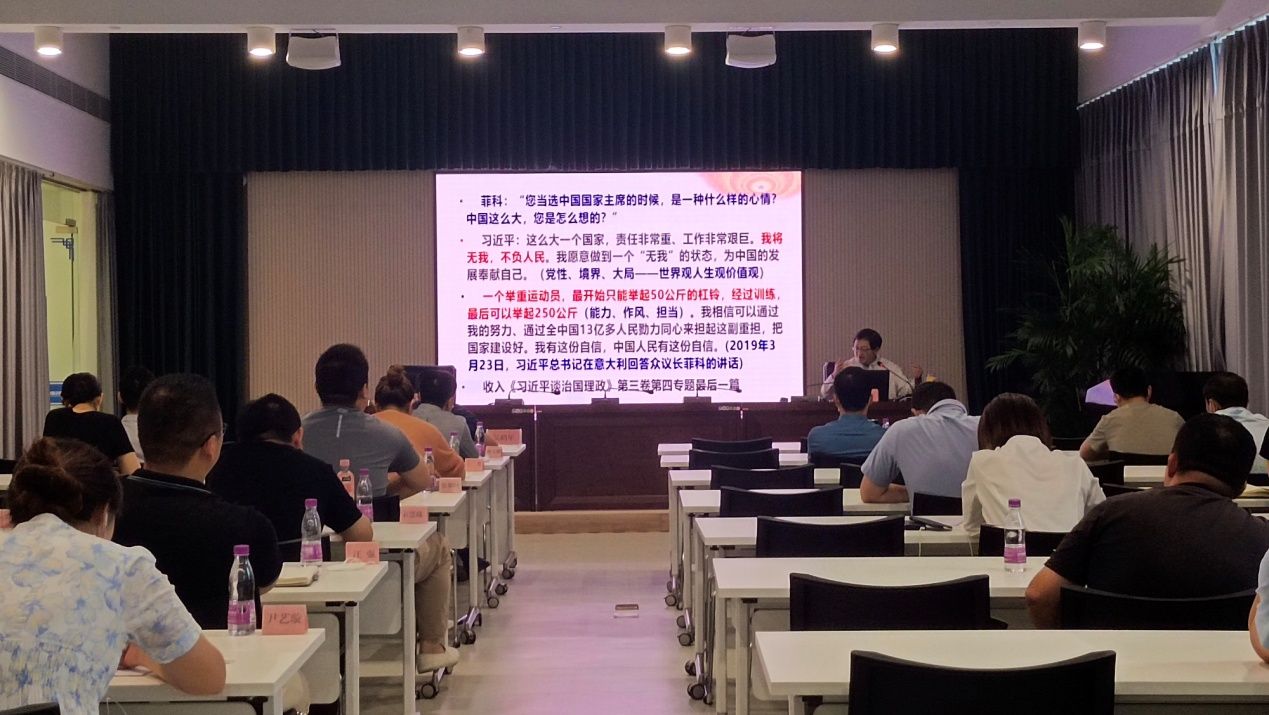 • 菲科：“您当选中国国家主席的时候，是一种什么样的心情？
中国这么大，您是怎么想的？”
• 习近平：这么大一个国家，责任非常重、工作非常艰巨。我将
无我，不负人民。我愿意做到一个“无我”的状态，为中国的发
展奉献自己。（党性、境界、大局——世界观人生观价值观）
• 一个举重运动员，最开始只能举起50公斤的杠铃，经过训练，
最后可以举起250公斤（能力、作风、担当）。我相信可以通过
我的努力、通过全中国13亿多人民勠力同心来担起这副重担，把
国家建设好。我有这份自信，中国人民有这份自信。（2019年3
月23日，习近平总书记在意大利回答众议长菲科的讲话）
• 收入《习近平谈治国理政》第三卷第四专题最后一篇
尹艺璇